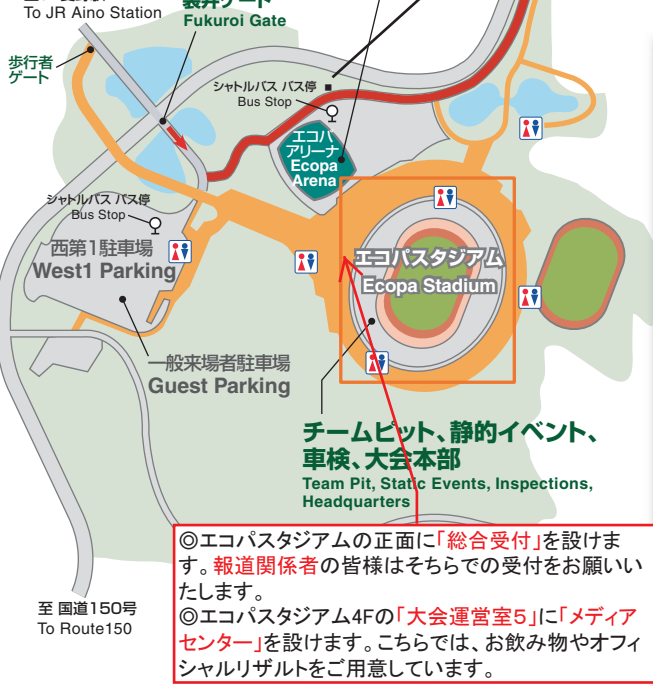 To JR Aino Station
袋井ゲート
Fukuroi Gate
歩行者
ゲート
シャトルバス バス停
Bus Stop
エコパ
アリーナ
Ecopa
Arena
シャトルバス バス停
Bus Stop
西第1駐車場
West1 Parking
エコパスタジアム
Ecopa Stadium
一般来場者駐車場
Guest Parking
チームピット、静的イベント、
車検、大会本部
Team Pit, Static Events, Inspections,
Headquarters
◎エコパスタジアムの正面に「総合受付」を設けま
す。報道関係者の皆様はそちらでの受付をお願いい
たします。
◎エコパスタジアム4Fの「大会運営室5」に「メディア
センター」を設けます。こちらでは、お飲み物やオフィ
シャルリザルトをご用意しています。
至 国道150号
To Route150